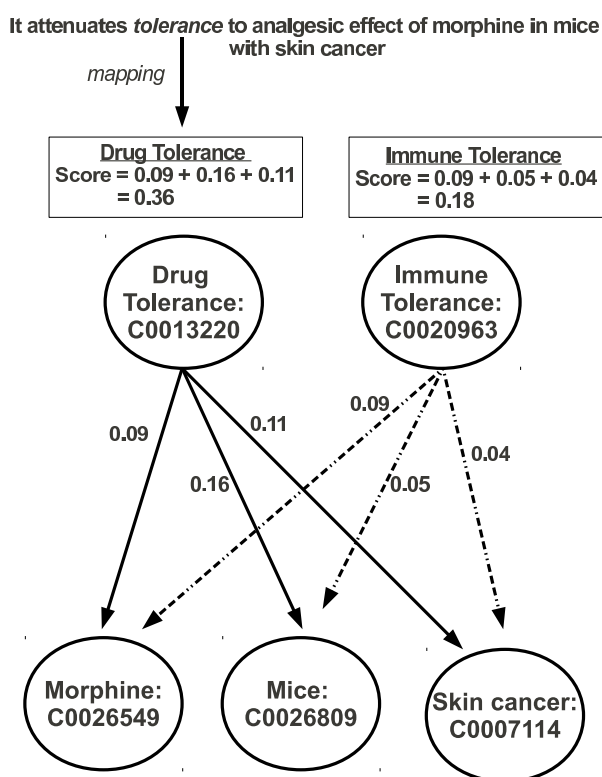 It attenuates tolerance to analgesic effect of morphine in mice
with skin cancer
mapping
Drug Tolerance
Score = 0.09 + 0.16 + 0.11
= 0.36
Immune Tolerance
Score = 0.09 + 0.05 + 0.04
= 0.18
Drug
Tolerance:
C0013220
Immune
Tolerance:
C0020963
0.09
0.16
0.11
0.09
0.05
0.04
Morphine:
C0026549
Mice:
C0026809
Skin cancer:
C0007114